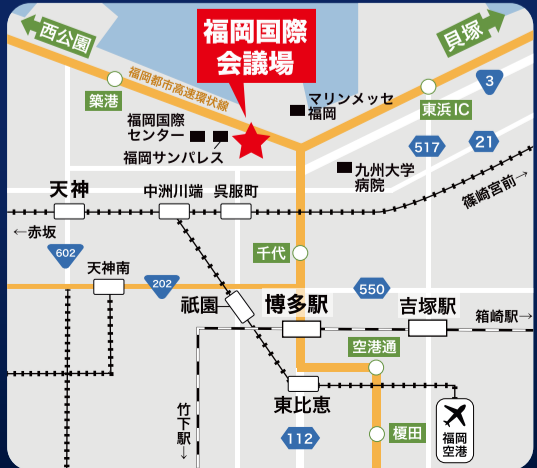 西公園
福岡国際
会議場
貝塚
福岡都市高速環状線
築港
マリンメッセ
福岡
東浜IC
3
福岡国際
センター
福岡サンパレス
517
21
九州大学
病院
天神
中洲川端
呉服町
篠崎宮前→
←赤坂
602
千代
天神南
202
550
祇園
博多駅
吉塚駅
箱崎駅→
空港通
東比恵
竹下駅→
112
榎田
福岡
空港